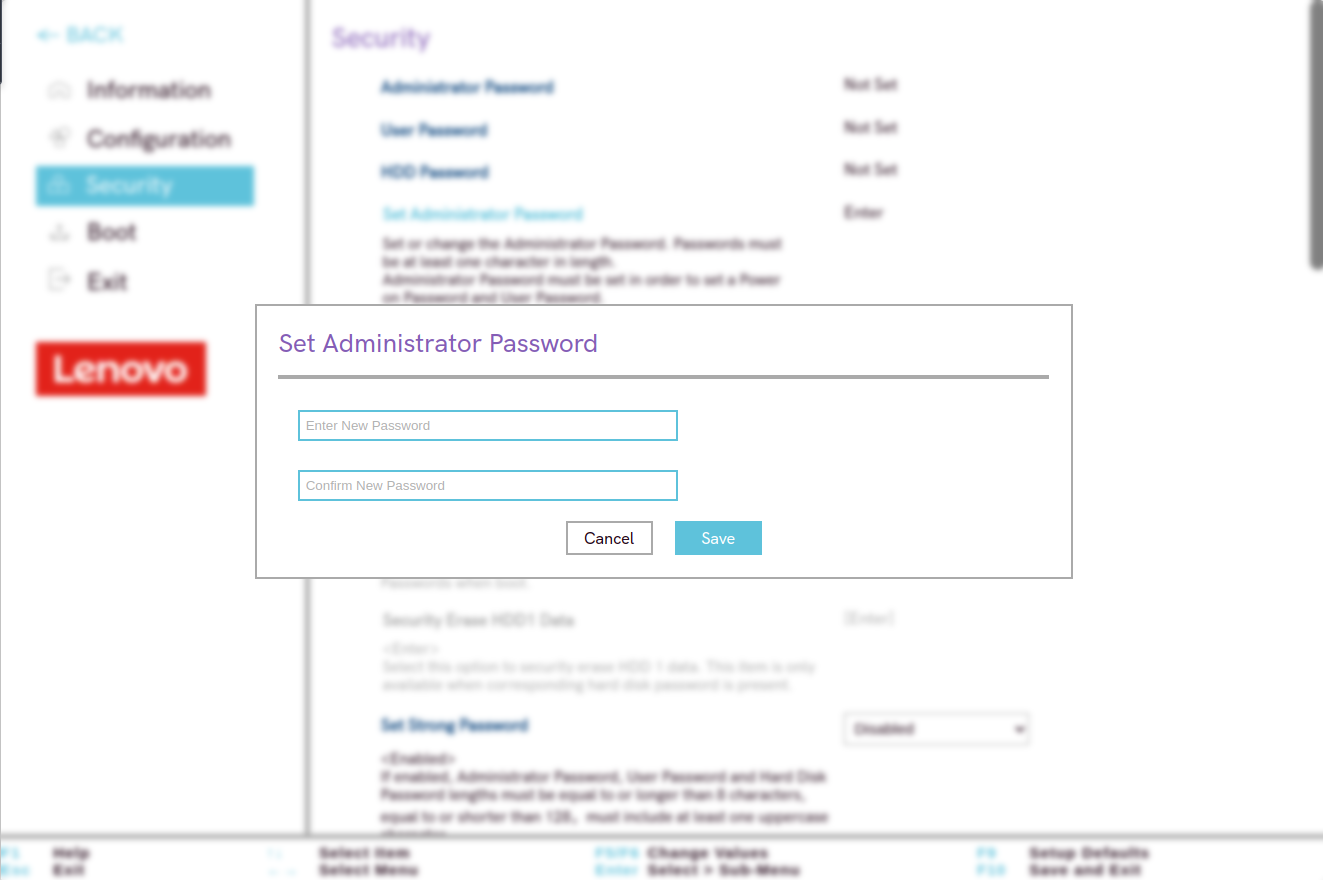 ← BACK
Information
Configuration
Security
Boot
Exit
Lenovo
Security
Administrator Password Not Set
User Password Not Set
HDD Password Not Set
Set Administrator Password Enter
Set or change the Administrator Password. Passwords must
be at least one character in length.
Administrator Password must be set in order to set a Power
on Password and User Password.
Set Administrator Password
Enter New Password
Confirm New Password
Cancel Save
Passwords when boot
Security Erase HDD1 Data [Enter]
<Enter>
Select this option to security erase HDD 1 data. This item is only
available when corresponding hard disk password is present.
Set Strong Password Disabled
<Enabled>
If enabled, Administrator Password, User Password and Hard Disk
Password lengths must be equal to or longer than 8 characters,
equal to or shorter than 128, must include at least one uppercase
F1 Help ↑↓ Select Item F5/F6 Change Values F9 Setup Defaults
Esc Exit ← → Select Menu Enter Select > Sub-Menu F10 Save and Exit